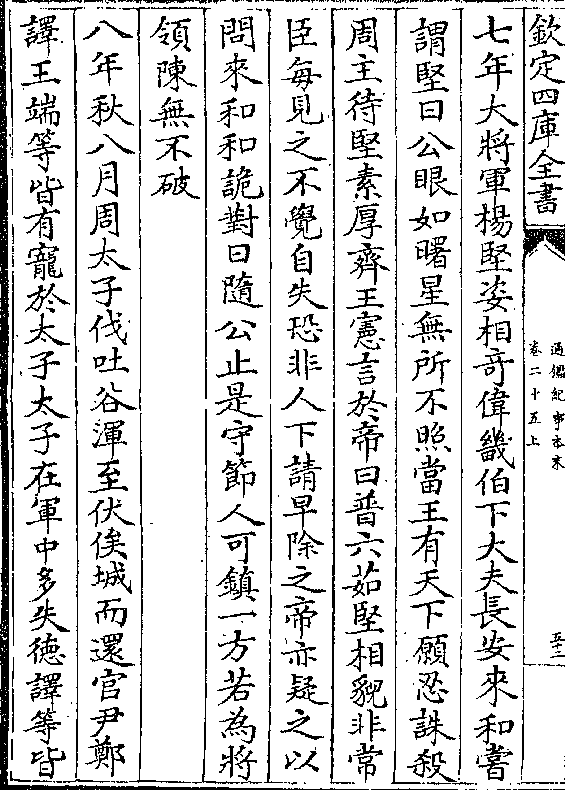 欽定四庫全書
通鑑紀事本末
卷二十五上
五十二
七年大將軍楊堅姿相奇偉畿伯下大夫長安來和嘗
謂堅曰公眼如曙星無所不照當王有天下願忍誅殺
周主待堅素厚齊王憲言於帝曰普六茹堅相貌非常
臣每見之不覺自失恐非人下請早除之帝亦疑之以
問來和和詭對曰隨公止是守節人可鎮一方若為將
領陳無不破
八年秋八月周太子伐吐谷渾至伏俟城而還官尹鄭
譯王端等皆有寵於太子太子在軍中多失徳譯等皆